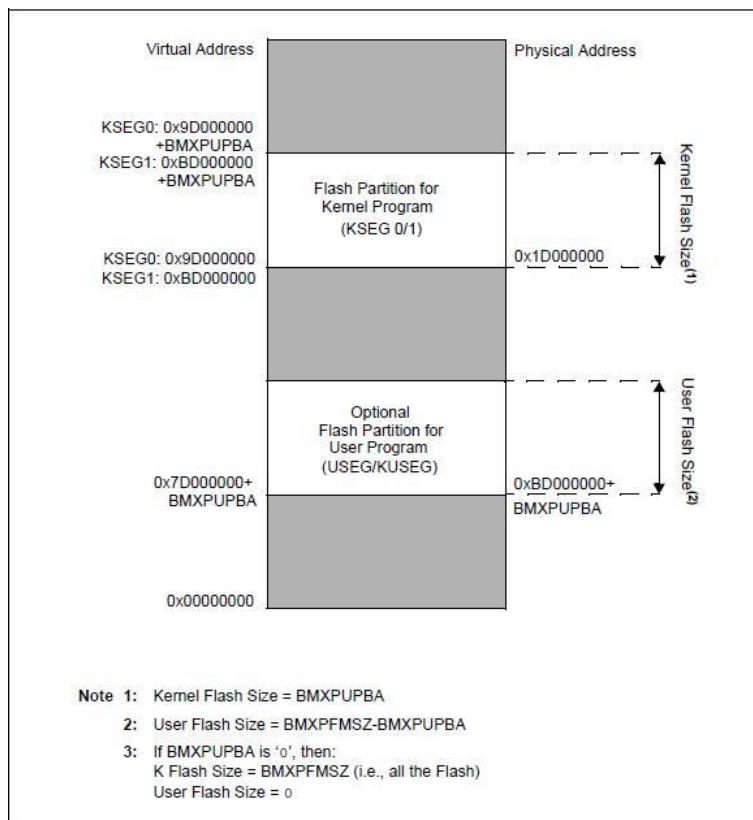 Virtual Address
Physical Address
KSEG0: 0x9D000000
+BMXPUPBA
KSEG1: 0xBD000000
+BMXPUPBA
Flash Partition for
Kernel Program
(KSEG 0/1)
Kernel Flash Size(1)
KSEG0: 0x9D000000
KSEG1: 0xBD000000
0x1D000000
Optional
Flash Partition for
User Program
(USEG/KUSEG)
User Flash Size(2)
0x7D000000+
BMXPUPBA
0xBD000000+
BMXPUPBA
0x00000000
Note 1: Kernel Flash Size = BMXPUPBA
2: User Flash Size = BMXPFMSZ-BMXPUPBA
3: If BMXPUPBA is ‘0’, then:
K Flash Size = BMXPFMSZ (i.e., all the Flash)
User Flash Size = 0